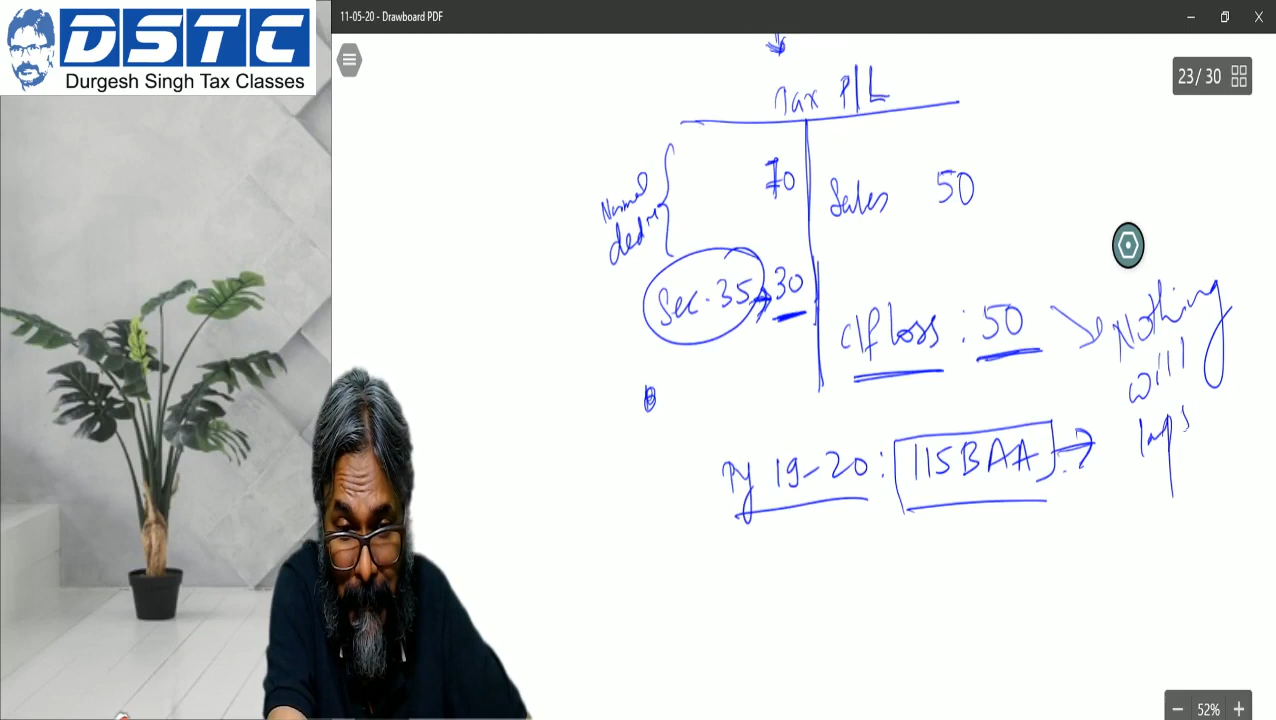 11-05-20 - Drawboard PDF
DSTC
Durgesh Singh Tax Classes
23 / 30
Tax P/L
Normal
dedn
70
Sales 50
Sec. 35 → 30
c/f loss : 50
Nothing
will
laps
PY 19-20 : 115BAA →
52%